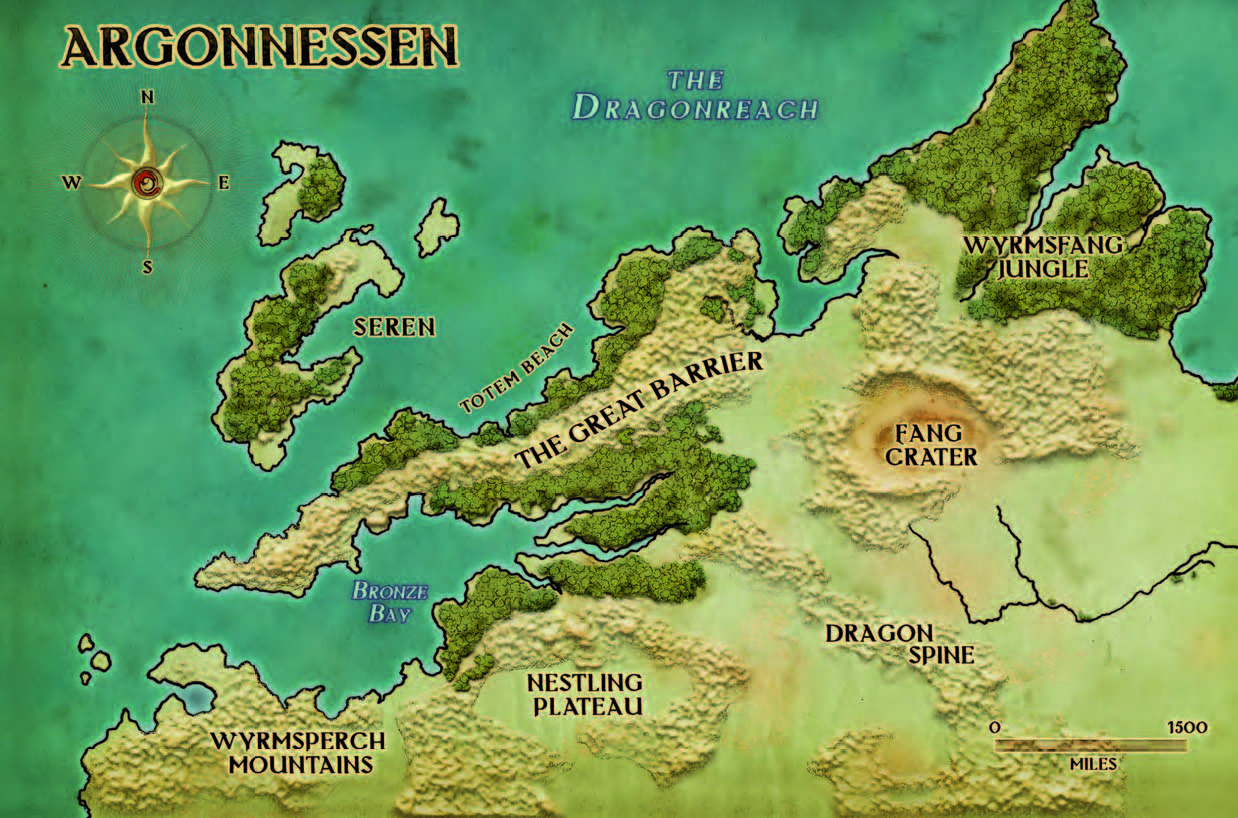 ARGONNESSEN
N
W
E
S
THE
DRAGONREACH
WYRMSFANG
JUNGLE
SEREN
TOTEM BEACH
THE GREAT BARRIER
FANG
CRATER
BRONZE
BAY
DRAGON
SPINE
NESTLING
PLATEAU
WYRMSPERCH
MOUNTAINS
0
1500
MILES